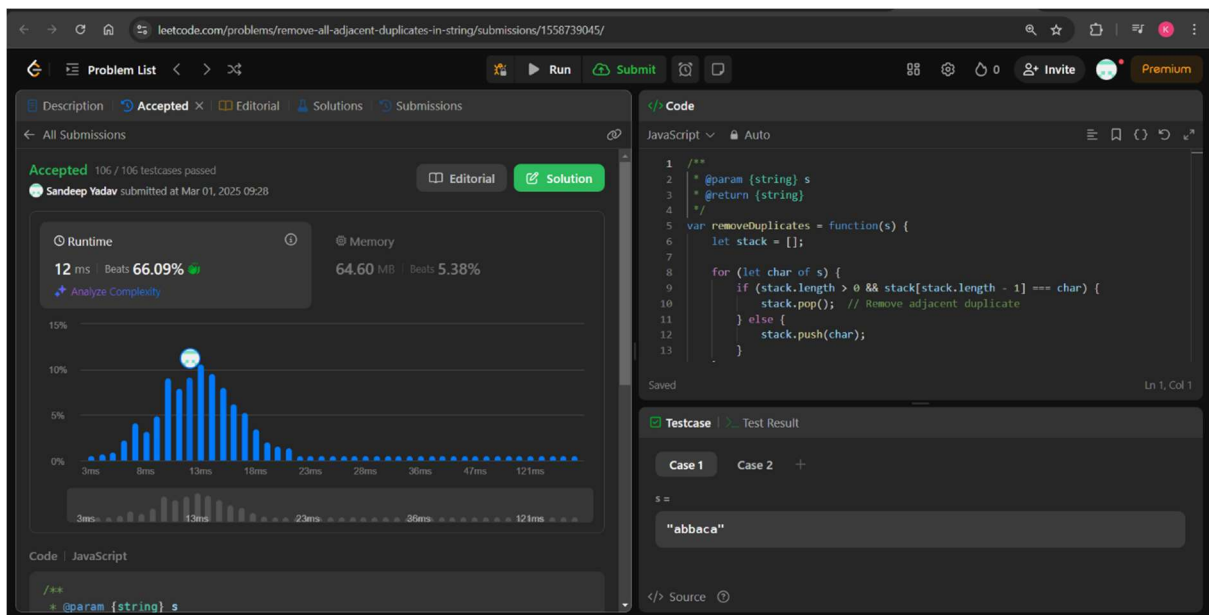 leetcode.com/problems/remove-all-adjacent-duplicates-in-string/submissions/1558739045/
K
Problem List
Run
Submit
0
Invite
Premium
Description
Accepted
Editorial
Solutions
Submissions
All Submissions
Accepted 106 / 106 testcases passed
Sandeep Yadav submitted at Mar 01, 2025 09:28
Editorial
Solution
Runtime
12 ms Beats 66.09%
Analyze Complexity
Memory
64.60 MB Beats 5.38%
15%
10%
5%
0%
3ms 8ms 13ms 18ms 23ms 28ms 36ms 47ms 121ms
3ms 13ms 23ms 36ms 121ms
Code | JavaScript
/**
* @param {string} s
</> Code
JavaScript Auto
1 /**
2 * @param {string} s
3 * @return {string}
4 */
5 var removeDuplicates = function(s) {
6 let stack = [];
7
8 for (let char of s) {
9 if (stack.length > 0 && stack[stack.length - 1] === char) {
10 stack.pop(); // Remove adjacent duplicate
11 } else {
12 stack.push(char);
13 }
Saved
Ln 1, Col 1
Testcase
Test Result
Case 1
Case 2
+
s =
"abbaca"
</> Source